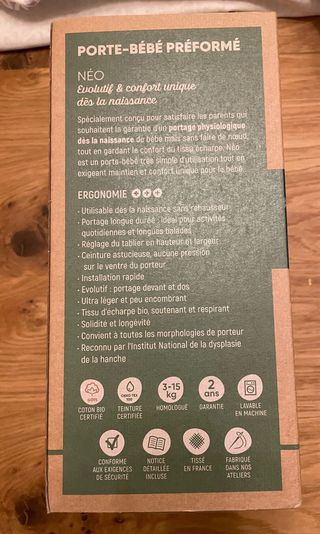 PORTE-BÉBÉ PRÉFORMÉ
NÉO
Evolutif & confort unique
dès la naissance
Spécialement conçu pour satisfaire les parents qui
souhaitent la garantie d'un portage physiologique
dès la naissance de bébé mais sans faire de nœud,
tout en gardant le confort du tissu écharpe. Néo
est un porte-bébé très simple d'utilisation tout en
exigeant maintien et confort unique pour le bébé.
ERGONOMIE
• Utilisable dès la naissance sans rehausseur
• Portage longue durée : idéal pour activités
quotidiennes et longues balades
• Réglage du tablier en hauteur et largeur
• Ceinture astucieuse, aucune pression
sur le ventre du porteur
• Installation rapide
• Evolutif : portage devant et dos
• Ultra léger et peu encombrant
• Tissu d'écharpe bio, soutenant et respirant
• Solidité et longévité
• Convient à toutes les morphologies de porteur
• Reconnu par l'Institut National de la dysplasie
de la hanche
GOTS
COTON BIO
CERTIFIÉ
OEKO TEX
100
TEINTURE
CERTIFIÉE
3-15
kg
HOMOLOGUÉ
2
ans
GARANTIE
LAVABLE
EN MACHINE
CONFORME
AUX EXIGENCES
DE SÉCURITÉ
NOTICE
DÉTAILLÉE
INCLUSE
TISSÉ
EN FRANCE
FABRIQUÉ
DANS NOS
ATELIERS